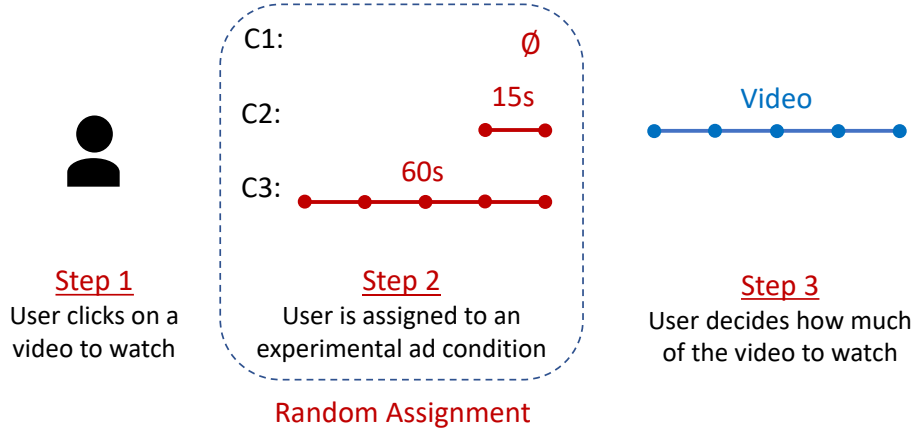 C1:
Ø
C2:
15s
C3:
60s
Video
Step 1
User clicks on a
video to watch
Step 2
User is assigned to an
experimental ad condition
Step 3
User decides how much
of the video to watch
Random Assignment